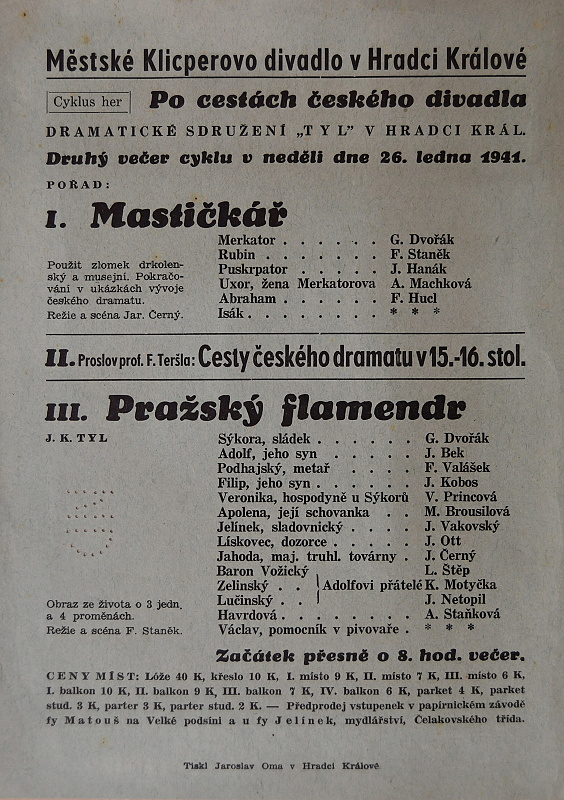 Městské Klicperovo divadlo v Hradci Králové
Cyklus her Po cestách českého divadla
DRAMATICKÉ SDRUŽENÍ „TYL" V HRADCI KRÁL.
Druhý večer cyklu v neděli dne 26. ledna 1941.
POŘAD:
I. Mastičkář
Merkator . . . . . . G. Dvořák
Rubin . . . . . . . F. Staněk
Puskrpator . . . . . J. Hanák
Uxor, žena Merkatorova A. Machková
Abraham . . . . . . F. Hucl
Isák . . . . . . . . * * *
Použit zlomek drkolen-
ský a musejní. Pokračo-
vání v ukázkách vývoje
českého dramatu.
Režie a scéna Jar. Černý.
II. Proslov prof. F. Teršla: Cesty českého dramatu v 15.-16. stol.
III. Pražský flamendr
J. K. TYL
Sýkora, sládek . . . . . . G. Dvořák
Adolf, jeho syn . . . . . J. Bek
Podhajský, metař . . . . F. Valášek
Filip, jeho syn . . . . . . J. Kobos
Veronika, hospodyně u Sýkorů V. Princová
Apolena, její schovanka . . M. Brousilová
Jelínek, sladovnický . . . . J. Vakovský
Lískovec, dozorce . . . . . J. Ott
Jahoda, maj. truhl. továrny . J. Černý
Baron Vožický L. Štěp
Zelinský . . Adolfovi přátelé K. Motyčka
Lučinský . . J. Netopil
Havrdová . . . . . . . . A. Staňková
Václav, pomocník v pivovaře . * * *
Obraz ze života o 3 jedn.
a 4 proměnách.
Režie a scéna F. Staněk.
Začátek přesně o 8. hod. večer.
CENY MÍST: Lóže 40 K, křeslo 10 K, I. místo 9 K, II. místo 7 K, III. místo 6 K,
I. balkon 10 K, II. balkon 9 K, III. balkon 7 K, IV. balkon 6 K, parket 4 K, parket
stud. 3 K, parter 3 K, parter stud. 2 K. — Předprodej vstupenek v papírnickém závodě
fy Matouš na Velké podsíni a u fy Jelínek, mydlářství, Čelakovského třída.
Tiskl Jaroslav Oma v Hradci Králové